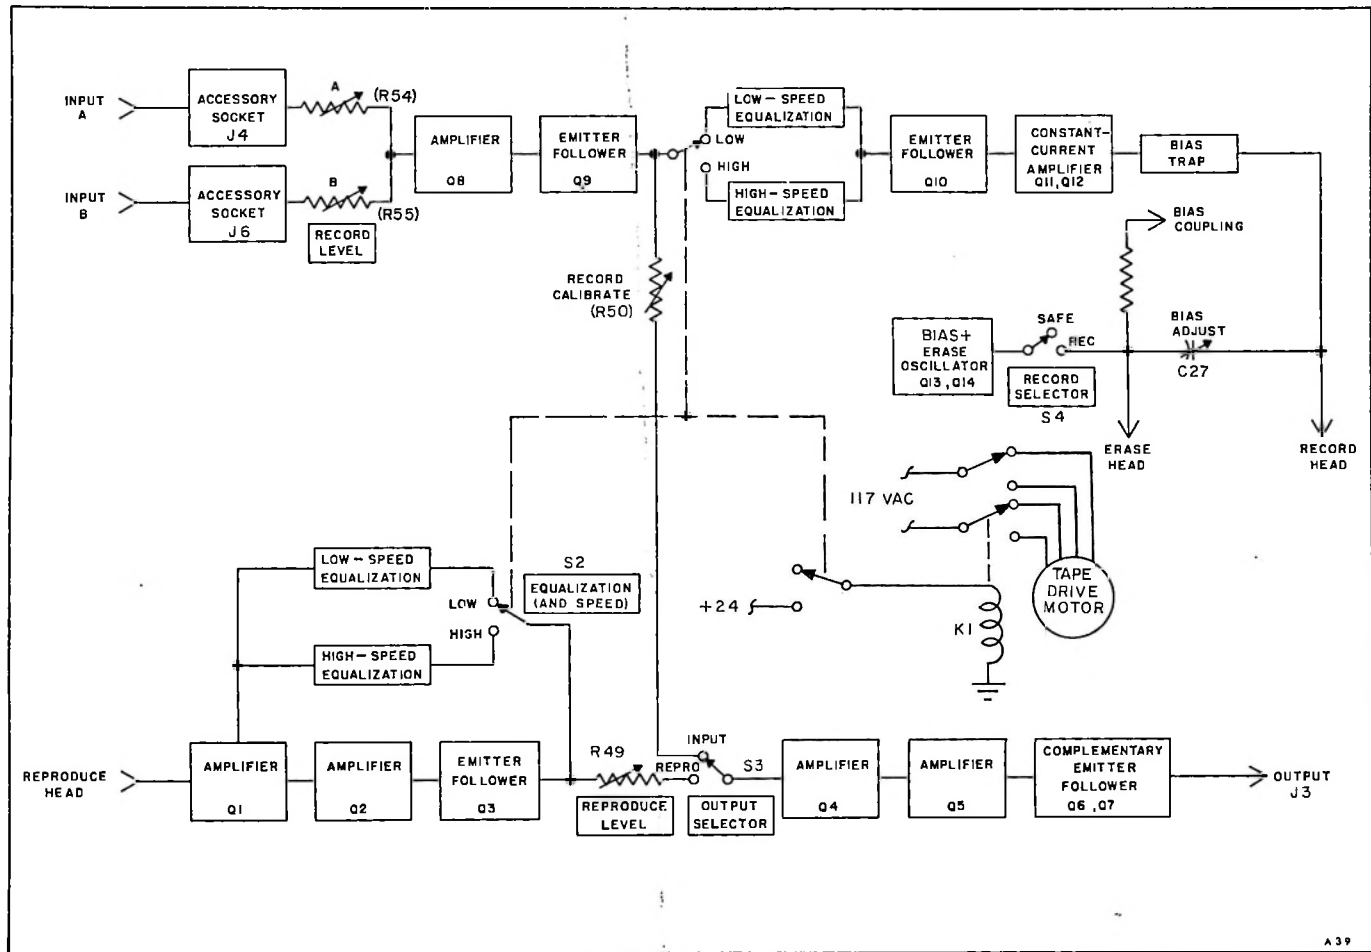 INPUT
A
ACCESSORY
SOCKET
J4
A
(R54)
INPUT
B
ACCESSORY
SOCKET
J6
B
(R55)
RECORD
LEVEL
AMPLIFIER
Q8
EMITTER
FOLLOWER
Q9
LOW
HIGH
LOW-SPEED
EQUALIZATION
HIGH-SPEED
EQUALIZATION
EMITTER
FOLLOWER
Q10
CONSTANT-
CURRENT
AMPLIFIER
Q11,Q12
BIAS
TRAP
RECORD
CALIBRATE
(R50)
BIAS
COUPLING
BIAS+
ERASE
OSCILLATOR
Q13,Q14
SAFE
REC
RECORD
SELECTOR
S4
BIAS
ADJUST
C27
ERASE
HEAD
RECORD
HEAD
117 VAC
TAPE
DRIVE
MOTOR
+24
K1
LOW-SPEED
EQUALIZATION
HIGH-SPEED
EQUALIZATION
LOW
HIGH
S2
EQUALIZATION
(AND SPEED)
REPRODUCE
HEAD
AMPLIFIER
Q1
AMPLIFIER
Q2
EMITTER
FOLLOWER
Q3
R49
REPRODUCE
LEVEL
INPUT
REPRO
S3
OUTPUT
SELECTOR
AMPLIFIER
Q4
AMPLIFIER
Q5
COMPLEMENTARY
EMITTER
FOLLOWER
Q6,Q7
OUTPUT
J3
A39